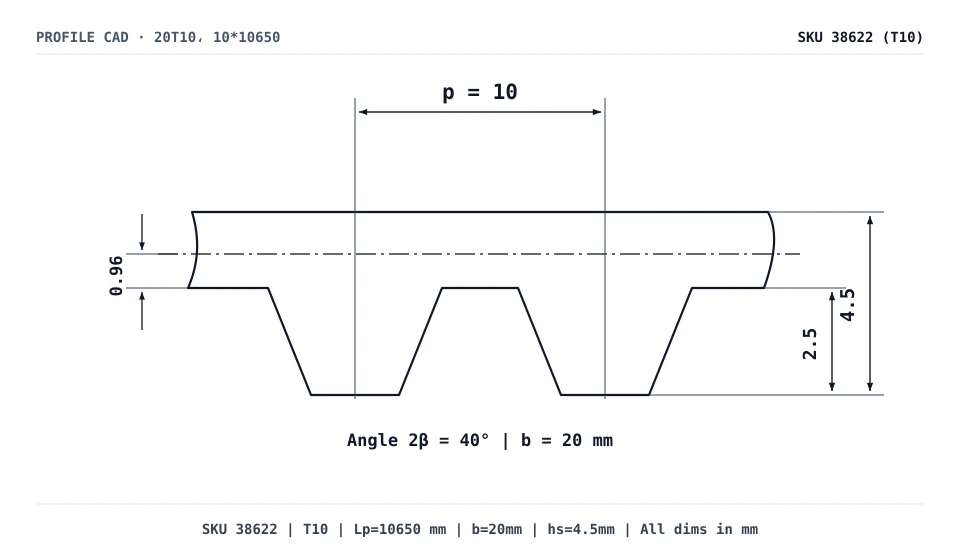 PROFILE CAD · 20T10, 10*10650
SKU 38622 (T10)
p = 10
0.96
4.5
2.5
Angle 2β = 40° | b = 20 mm
SKU 38622 | T10 | Lp=10650 mm | b=20mm | hs=4.5mm | All dims in mm